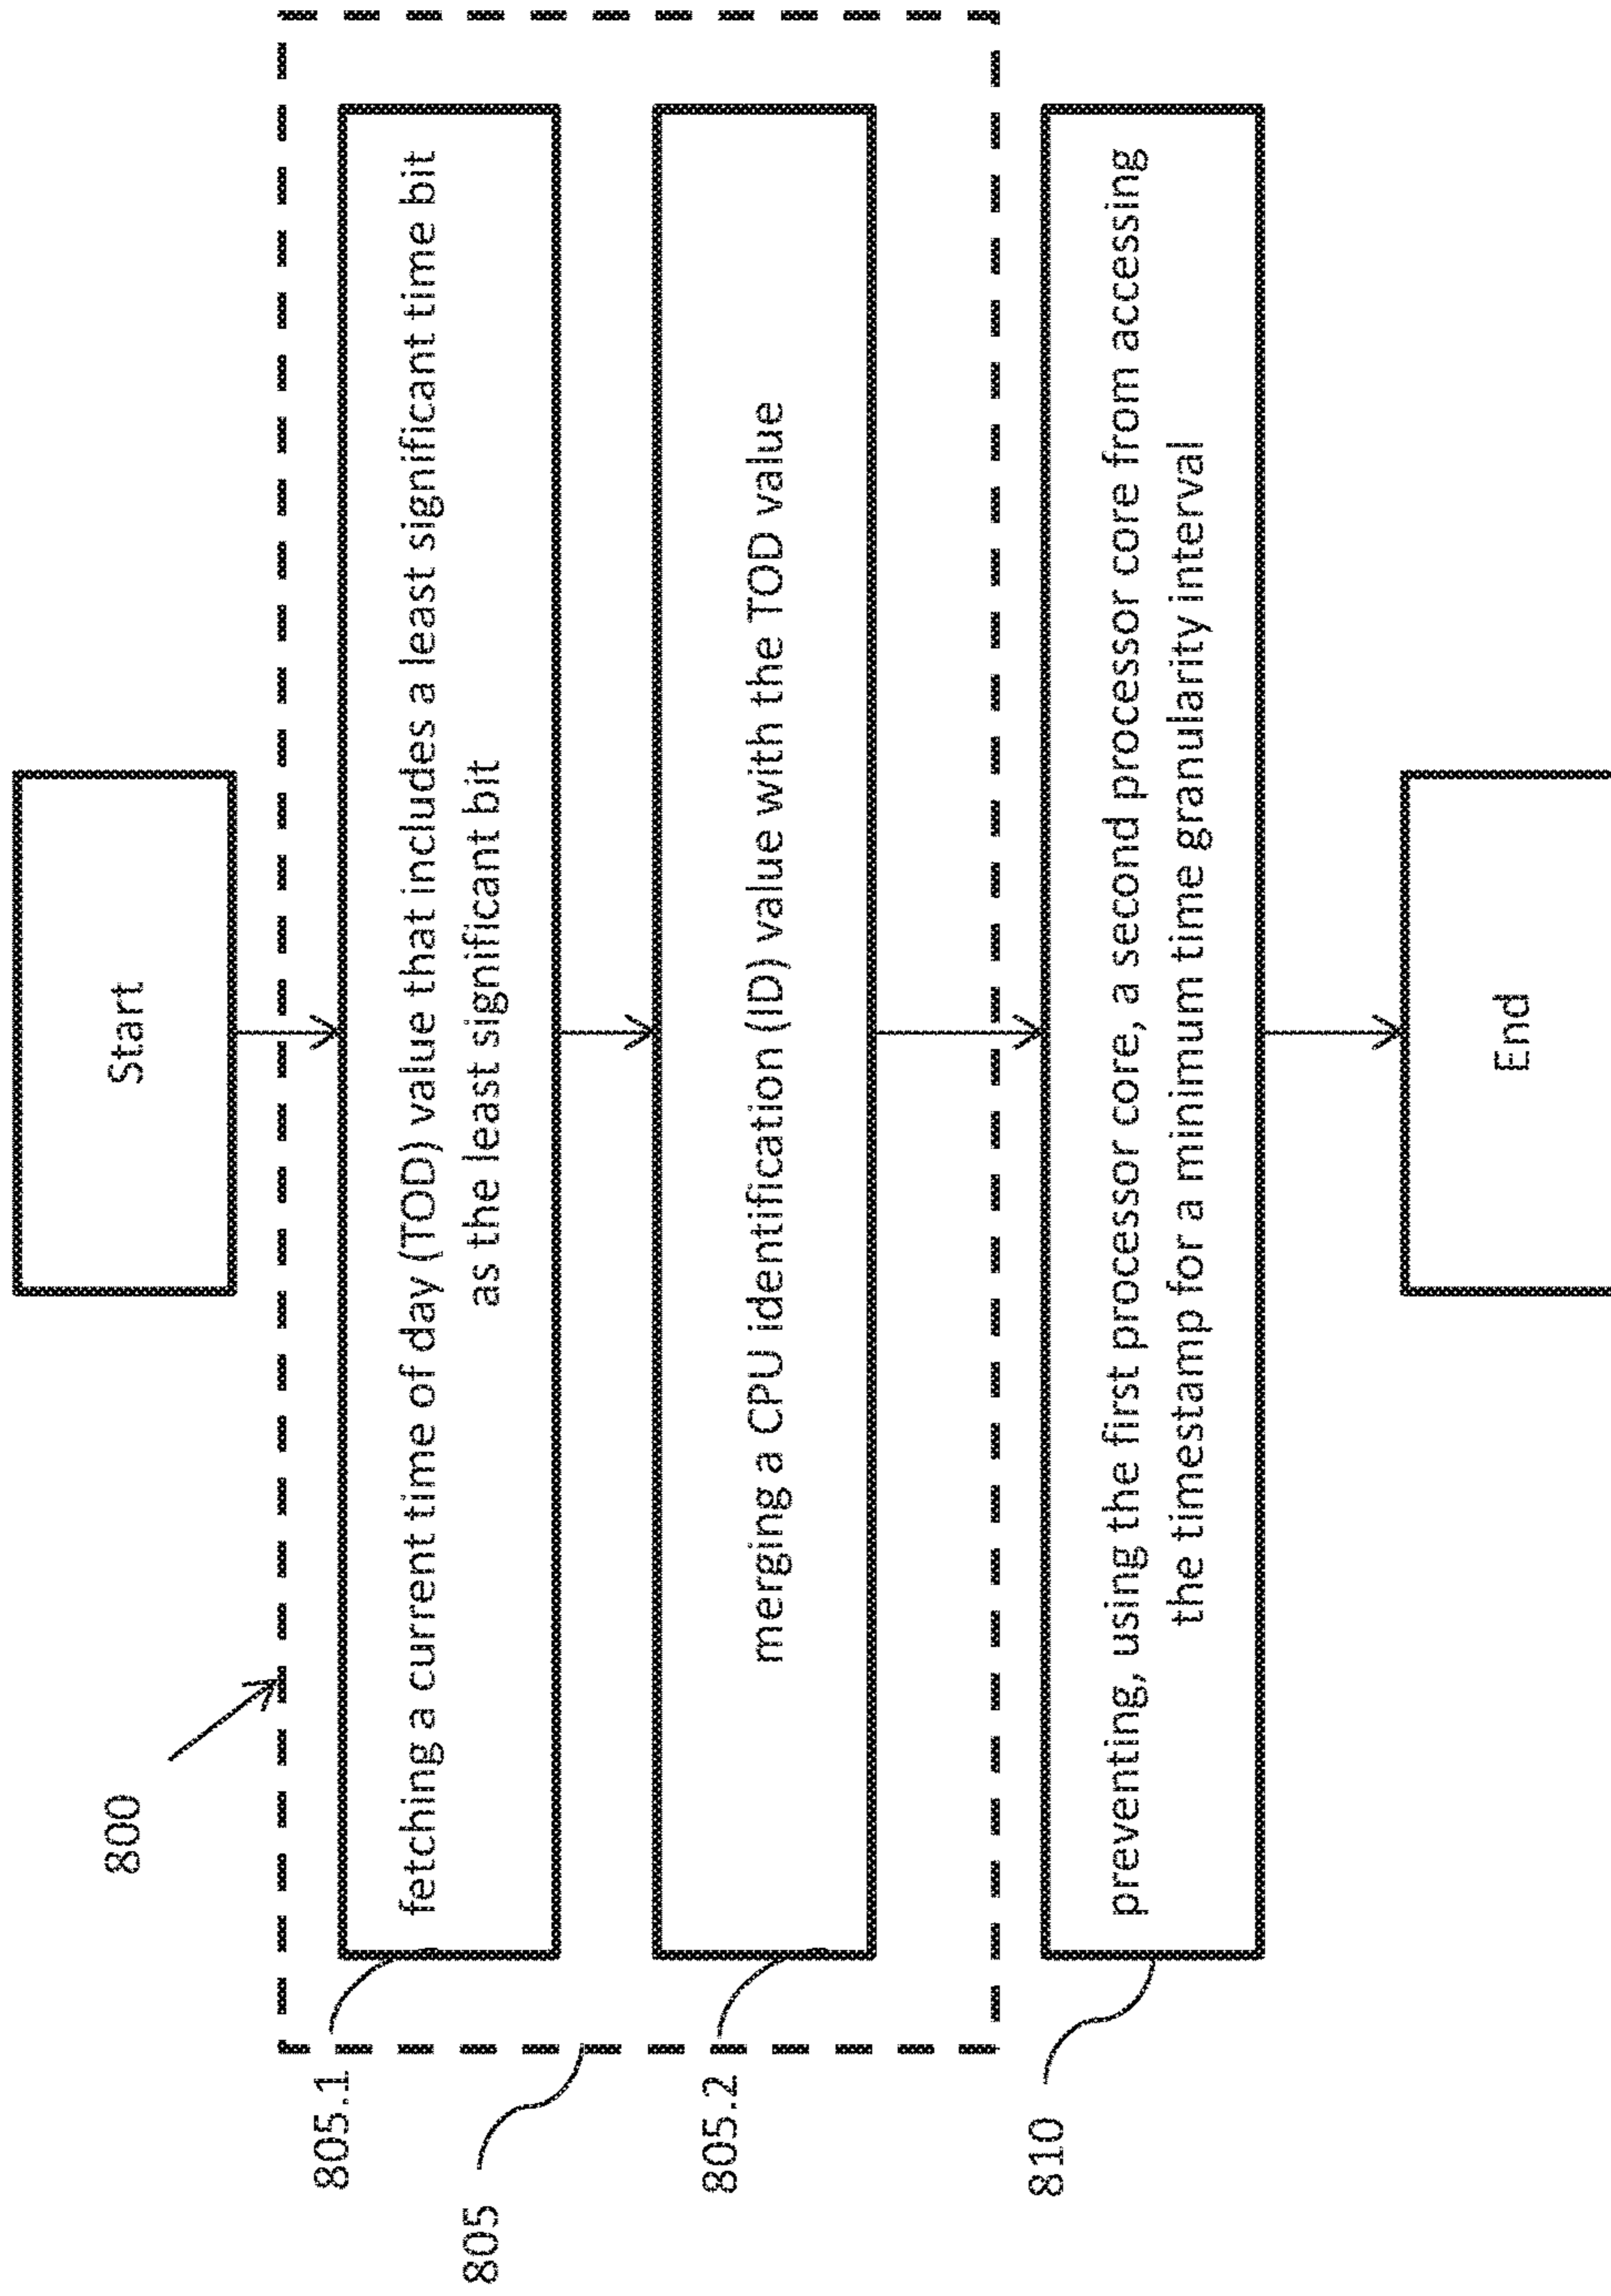 800
Start
805.1
fetching a current time of day (TOD) value that includes a least significant time bit
as the least significant bit
805
805.2
merging a CPU identification (ID) value with the TOD value
810
preventing, using the first processor core, a second processor core from accessing
the timestamp for a minimum time granularity interval
End